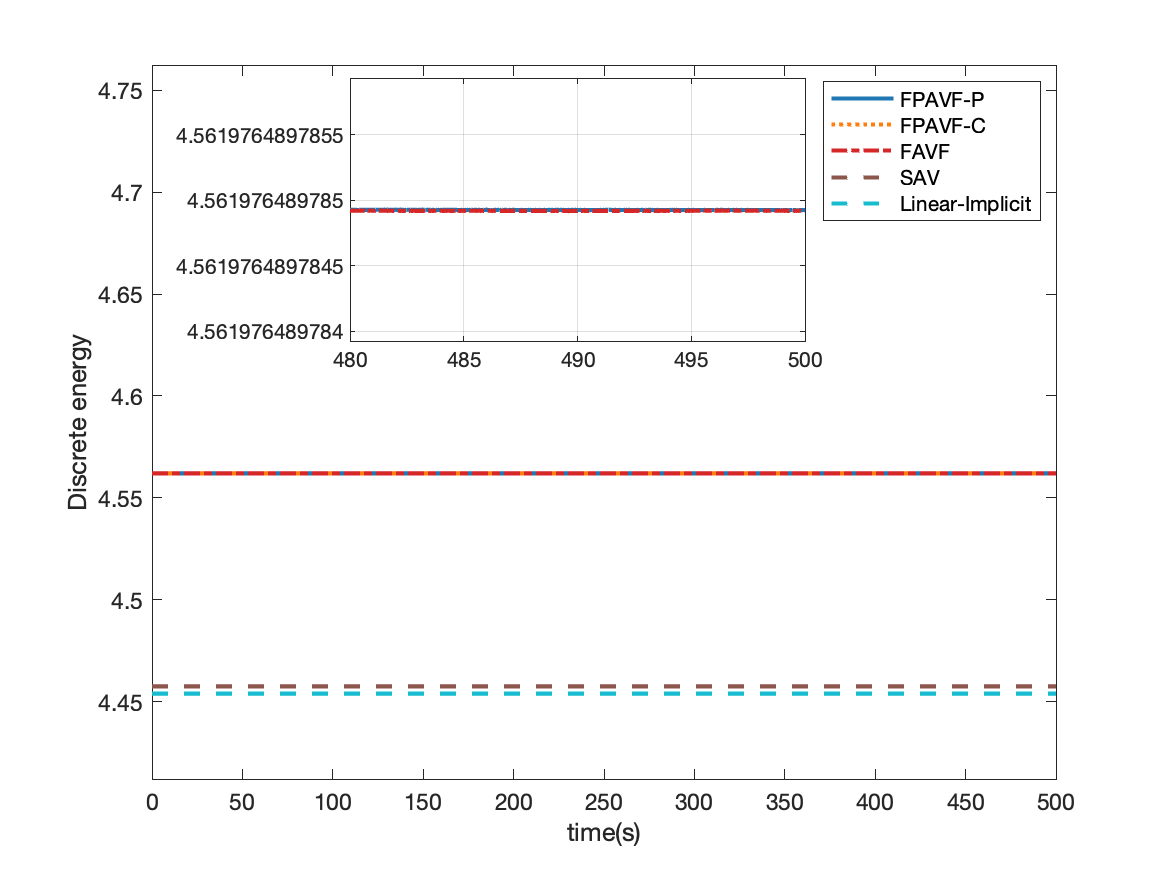 4.75
4.7
4.65
4.6
4.55
4.5
4.45
Discrete energy
0 50 100 150 200 250 300 350 400 450 500
time(s)
4.5619764897855
4.561976489785
4.5619764897845
4.561976489784
480 485 490 495 500
FPAVF-P
FPAVF-C
FAVF
SAV
Linear-Implicit